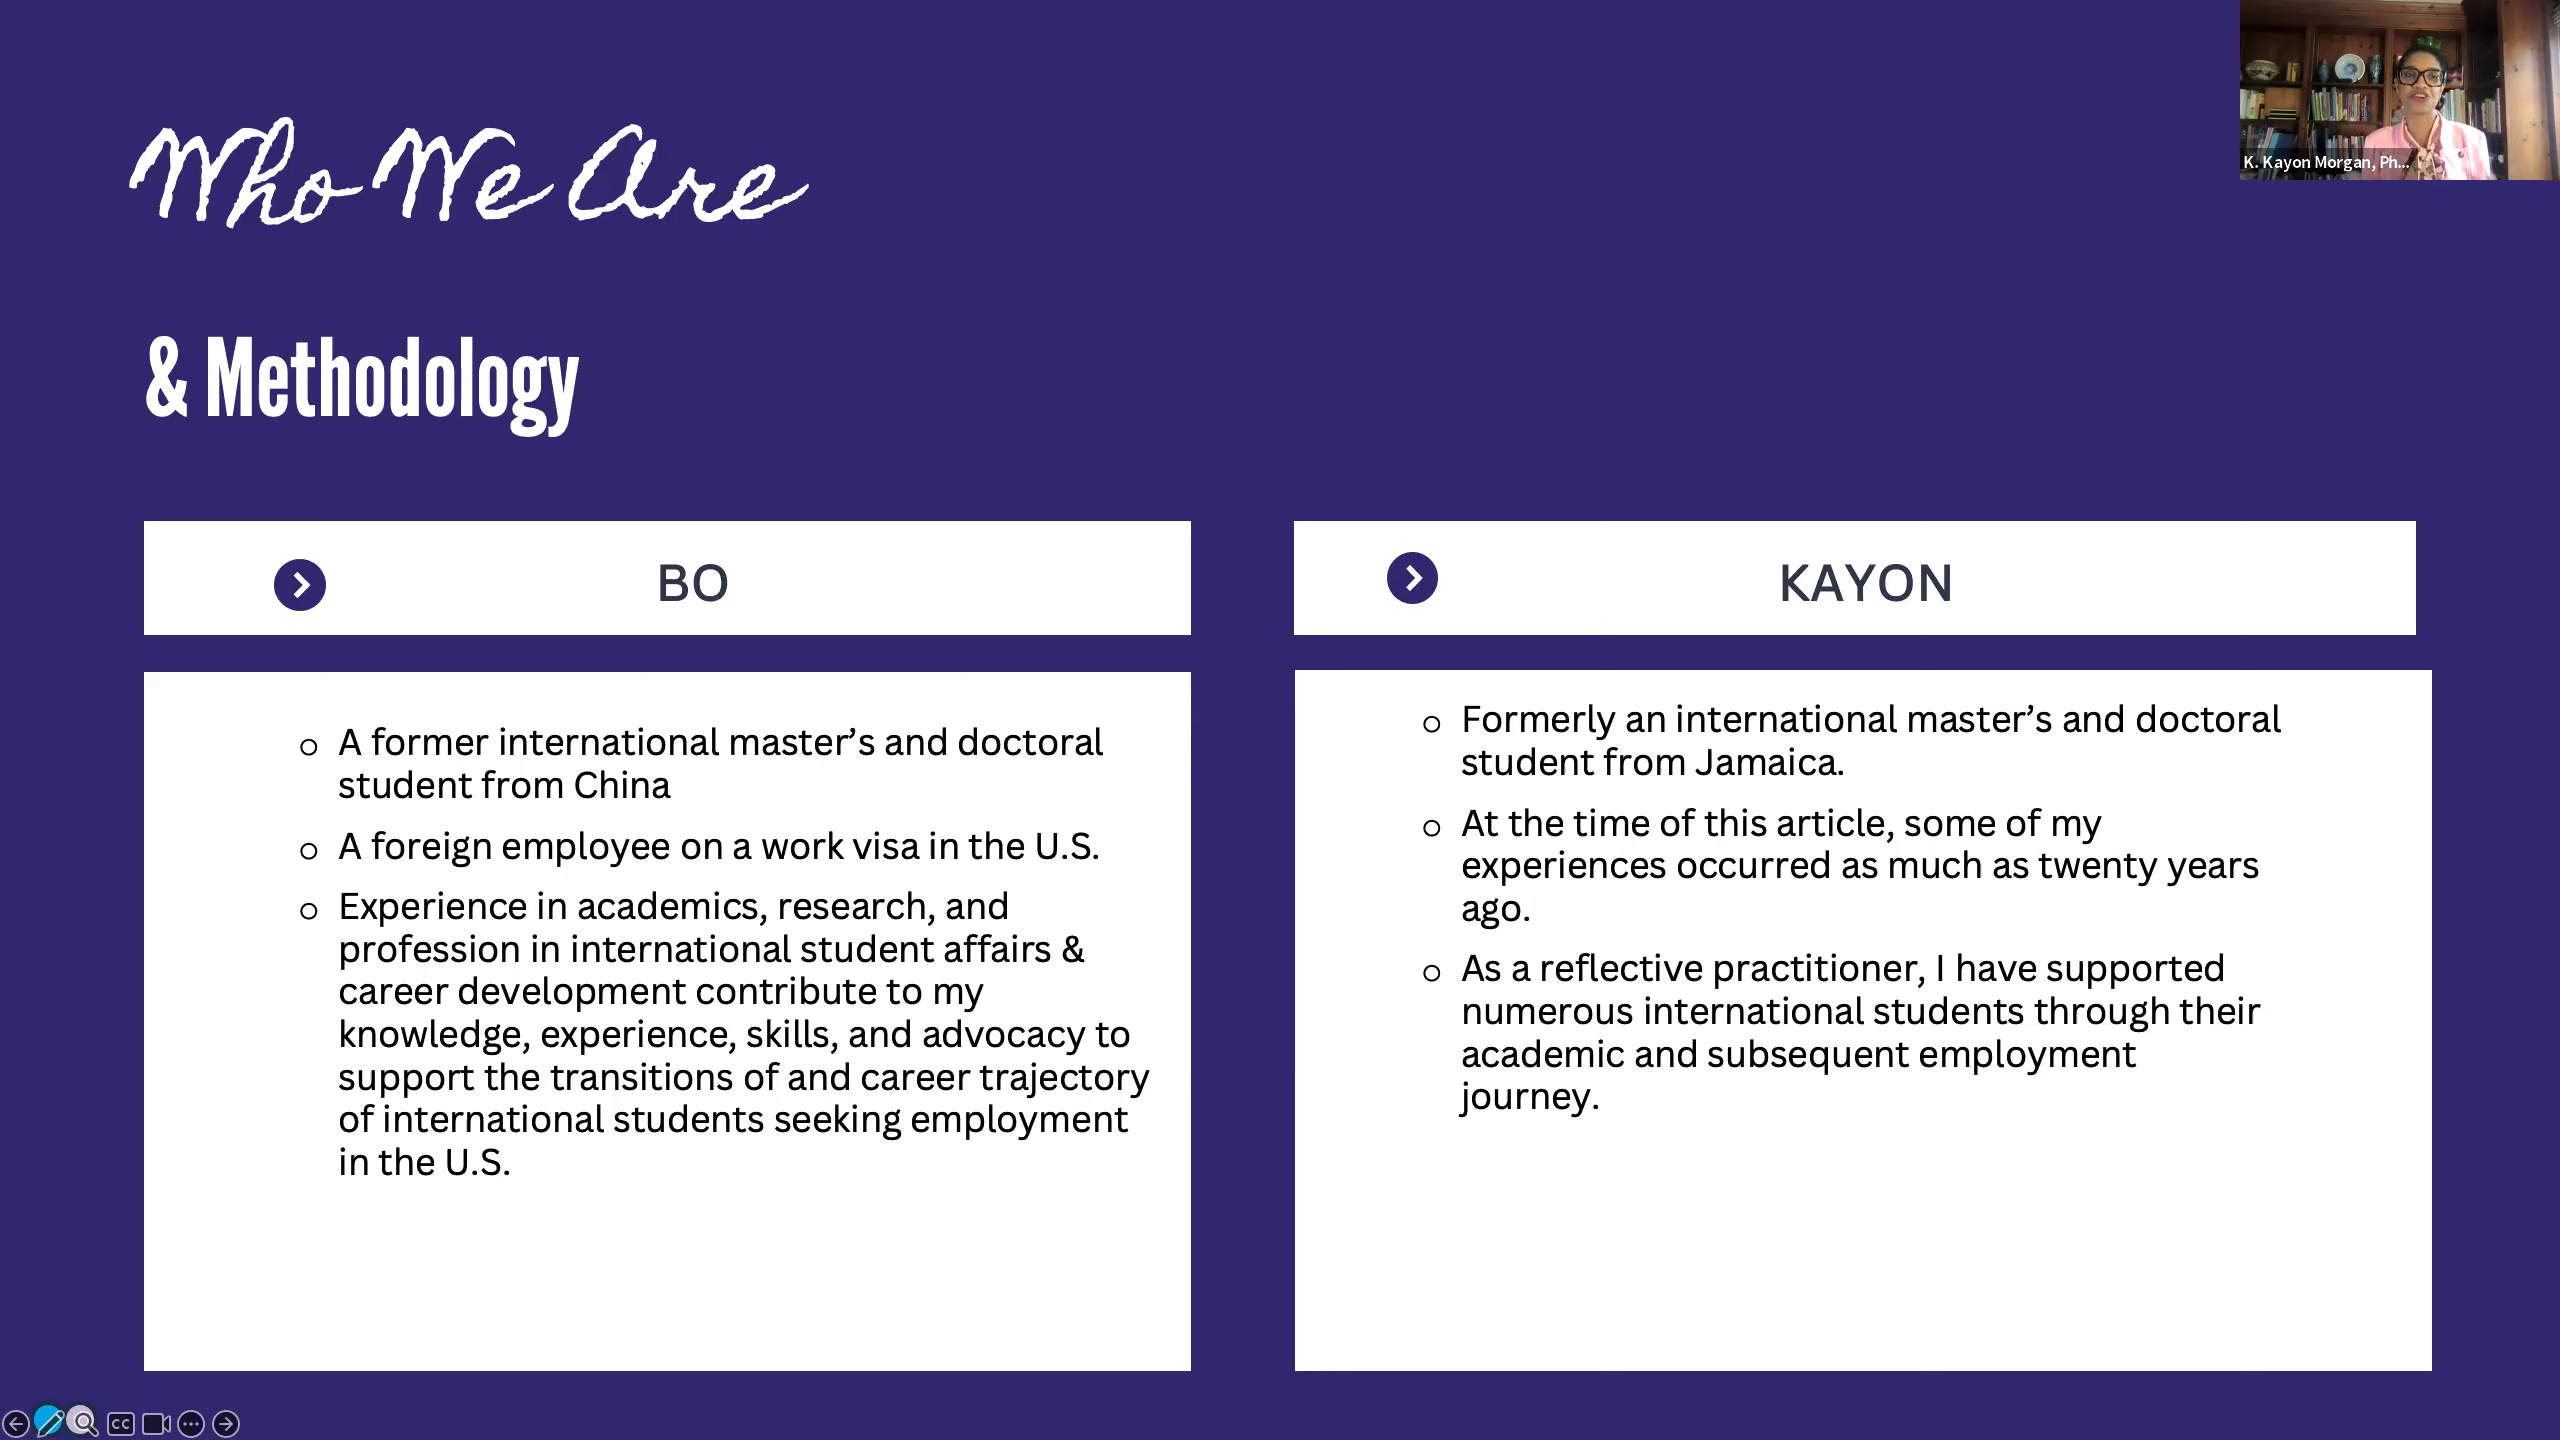 Who We Are
& Methodology
K. Kayon Morgan, Ph...
BO
A former international master's and doctoral
student from China
A foreign employee on a work visa in the U.S.
Experience in academics, research, and
profession in international student affairs &
career development contribute to my
knowledge, experience, skills, and advocacy to
support the transitions of and career trajectory
of international students seeking employment
in the U.S.
KAYON
Formerly an international master's and doctoral
student from Jamaica.
At the time of this article, some of my
experiences occurred as much as twenty years
ago.
As a reflective practitioner, I have supported
numerous international students through their
academic and subsequent employment
journey.
CC